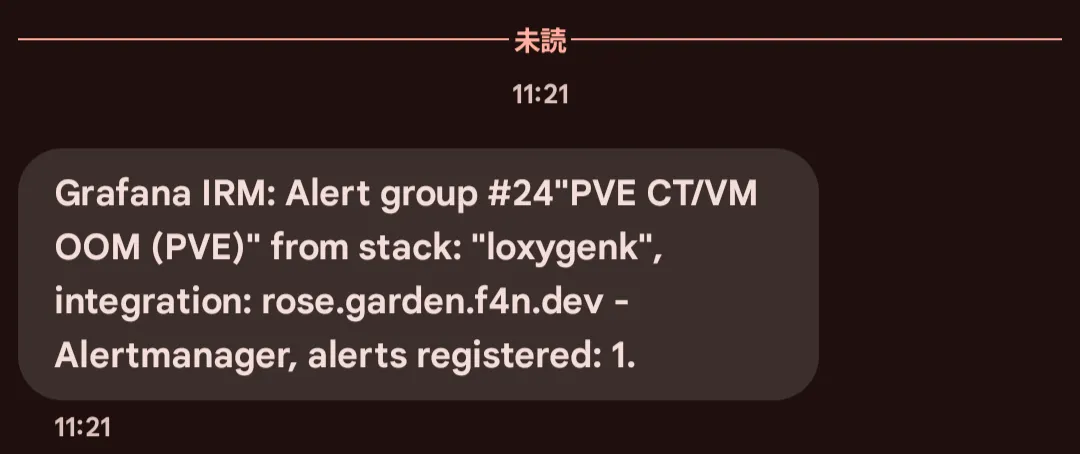 未読
11:21
Grafana IRM: Alert group #24"PVE CT/VM
OOM (PVE)" from stack: "loxygenk",
integration: rose.garden.f4n.dev -
Alertmanager, alerts registered: 1.
11:21